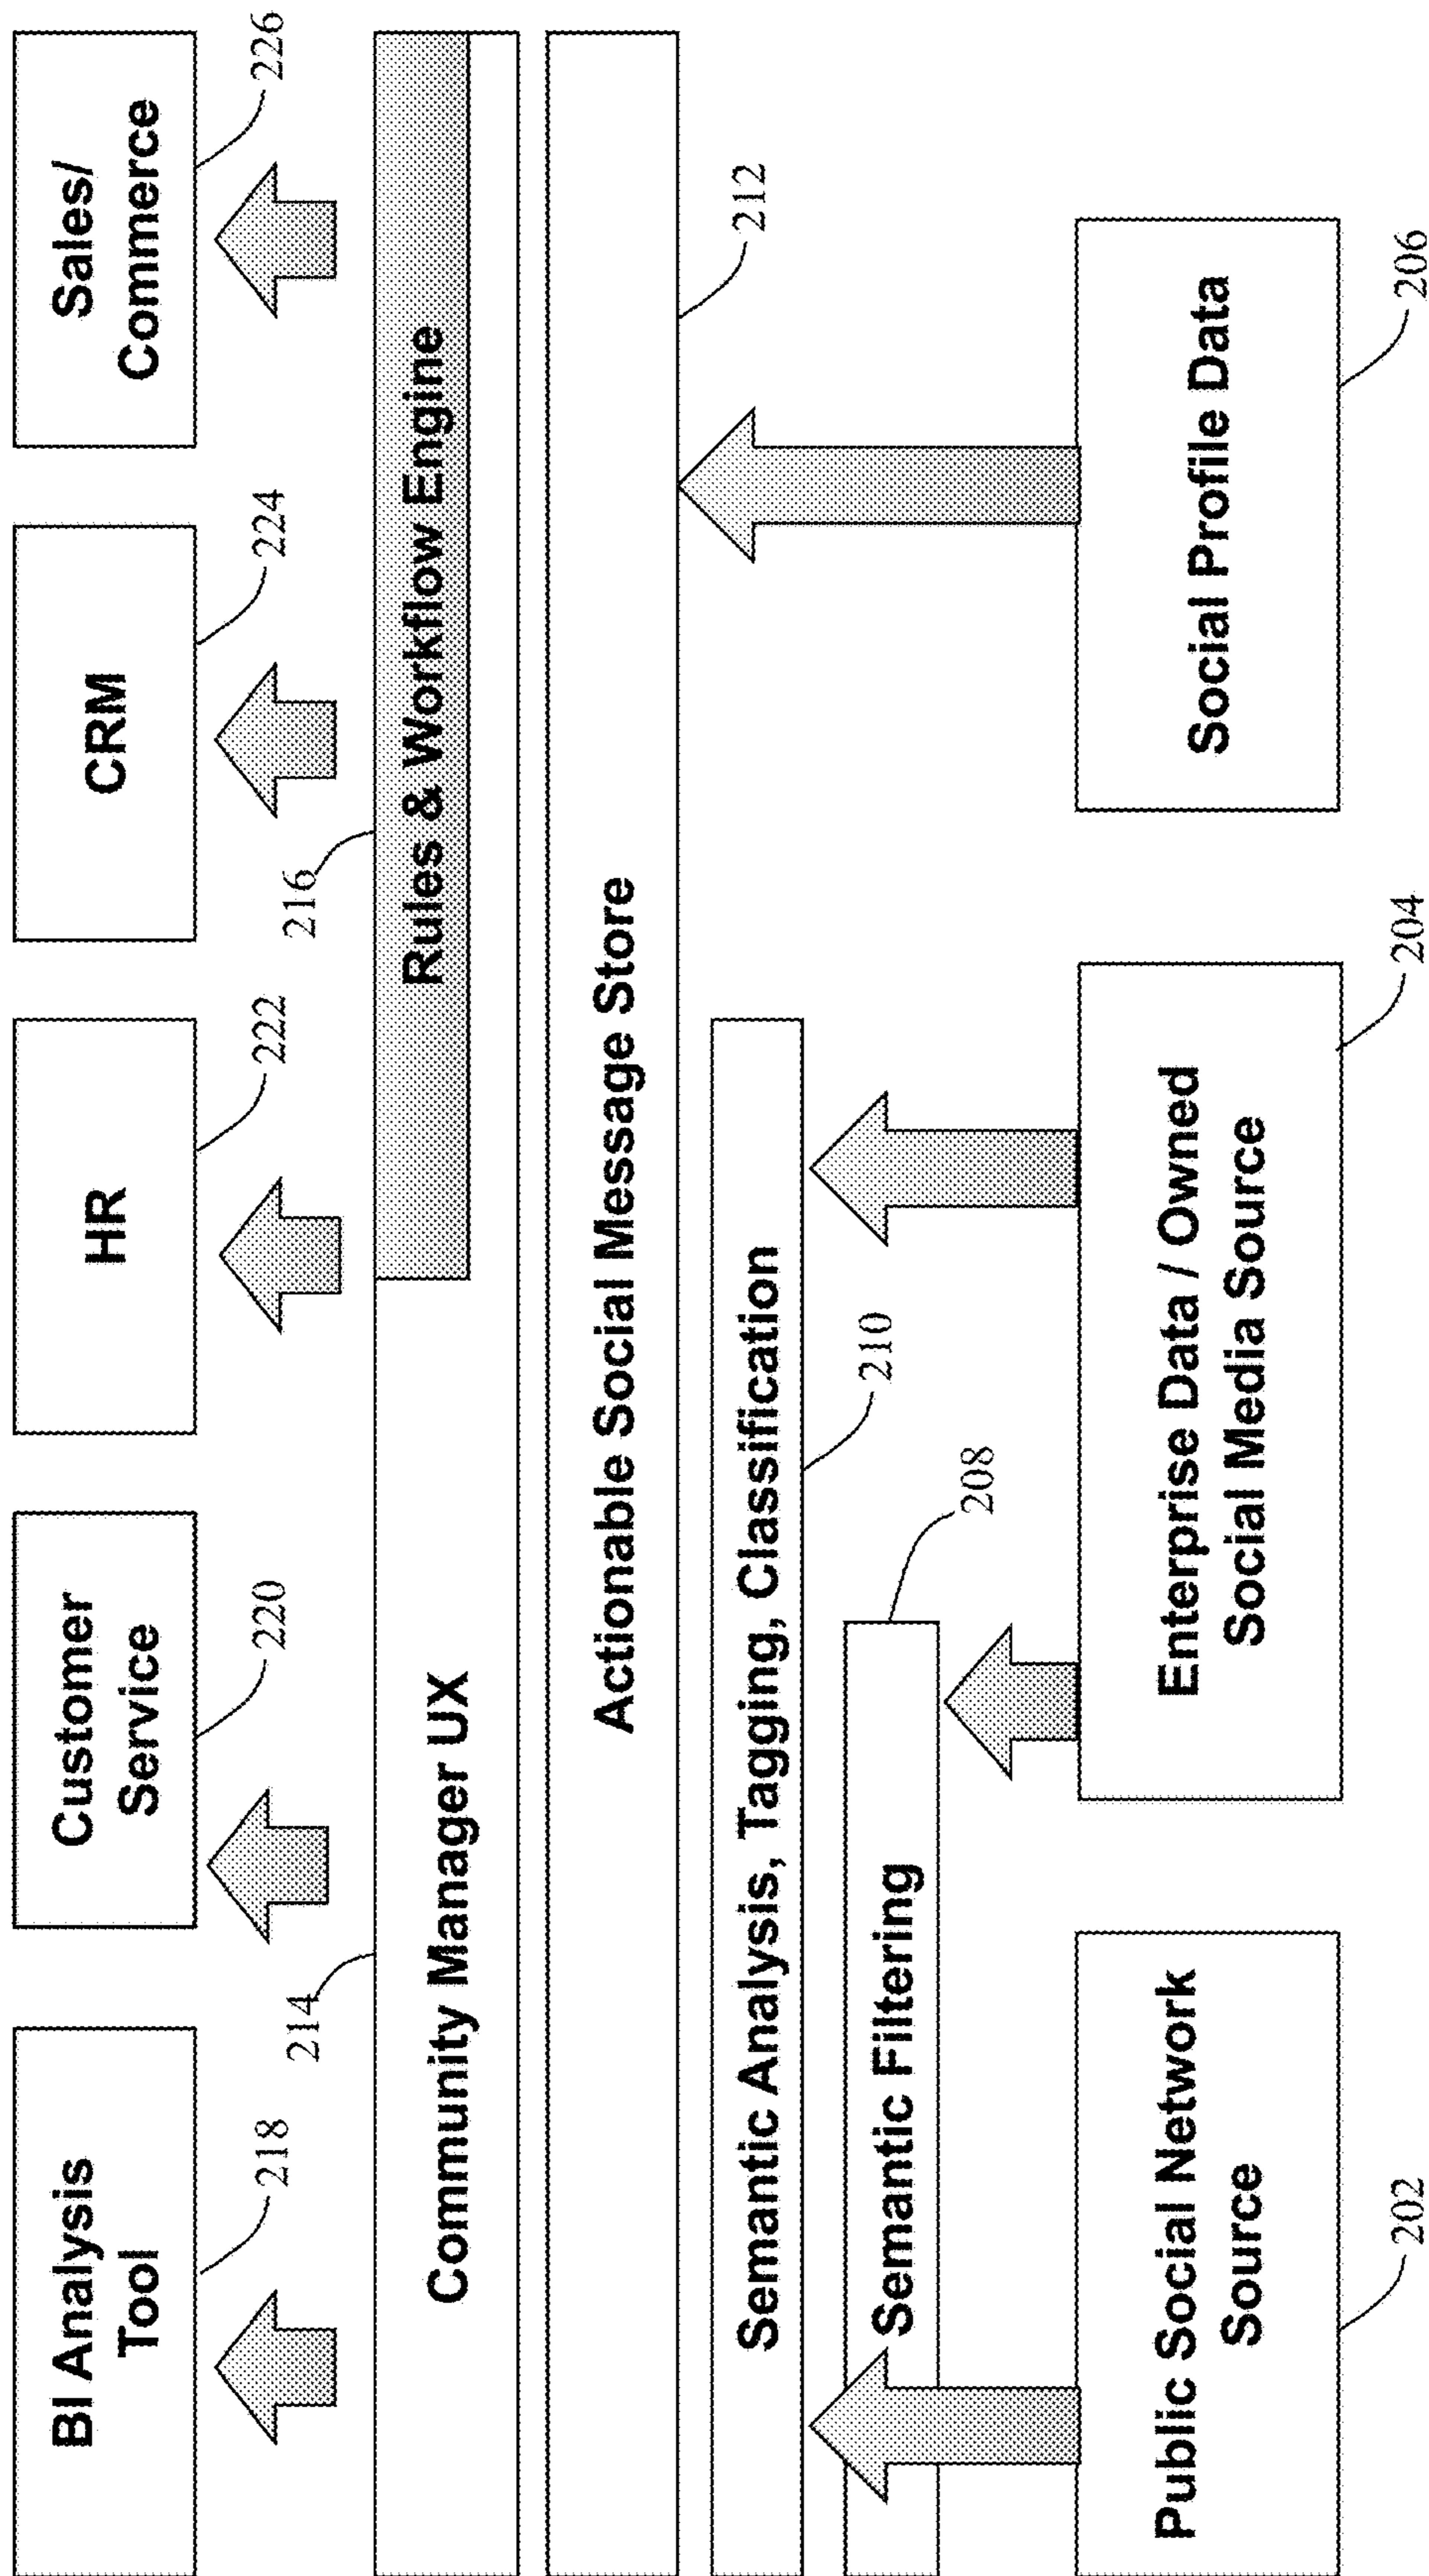 BI Analysis
Tool
218
Customer
Service
220
HR
222
CRM
224
Sales/
Commerce
226
214
216
Community Manager UX
Rules & Workflow Engine
Actionable Social Message Store
212
Semantic Analysis, Tagging, Classification
210
Semantic Filtering
208
Public Social Network
Source
202
Enterprise Data / Owned
Social Media Source
204
Social Profile Data
206